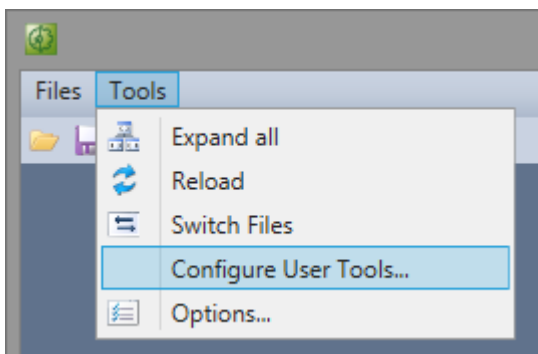 Files Tools
Expand all
Reload
Switch Files
Configure User Tools...
Options...